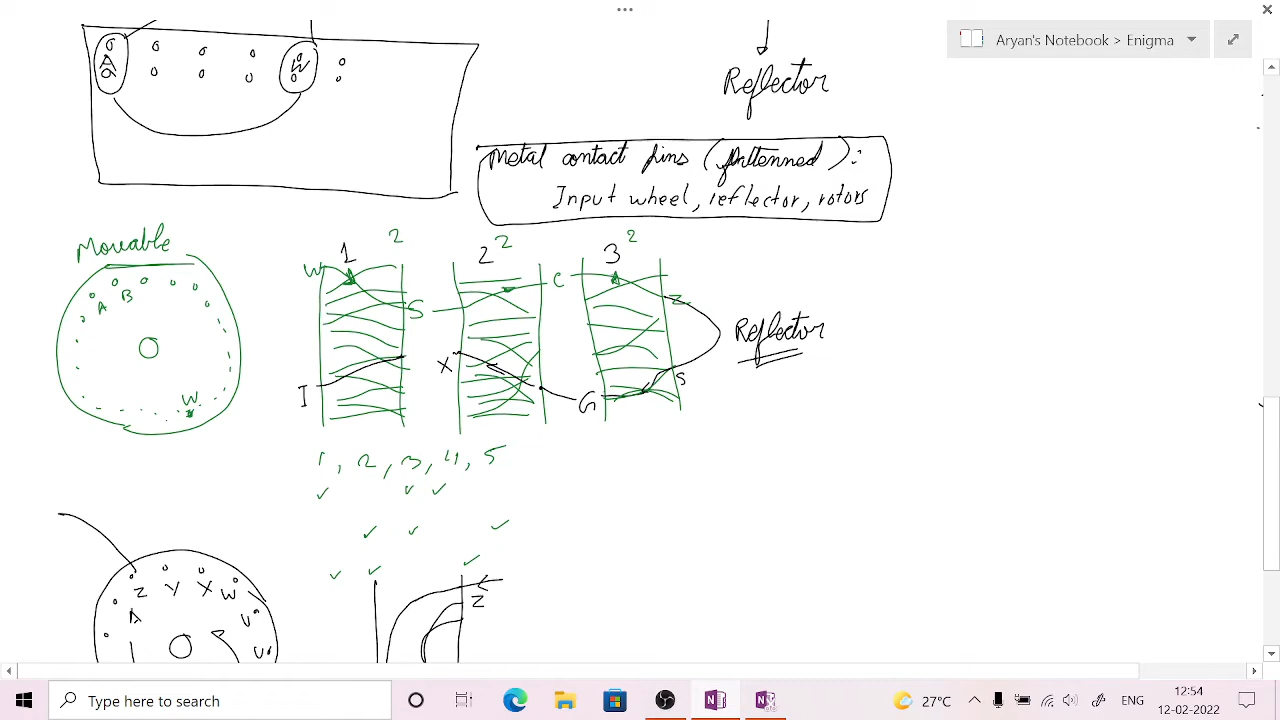 Aryan's Notebook > Enigma
A
W
Reflector
Metal contact pins (patterned):
Input wheel, reflector, rotors
Movable
A B
W
1 2
2 2
3 2
W
S
C
Z
I
X
G
S
Reflector
1, 2, 3, 4, 5
A Z Y X W V U
Z
Type here to search
27°C
ENG
12:54
12-02-2022